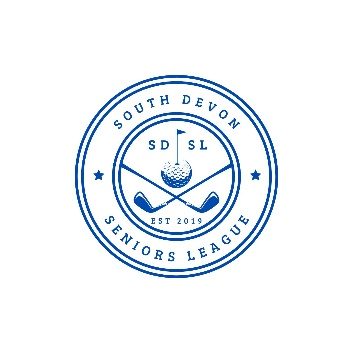 SOUTH DEVON
SD SL
EST 2019
SENIORS LEAGUE